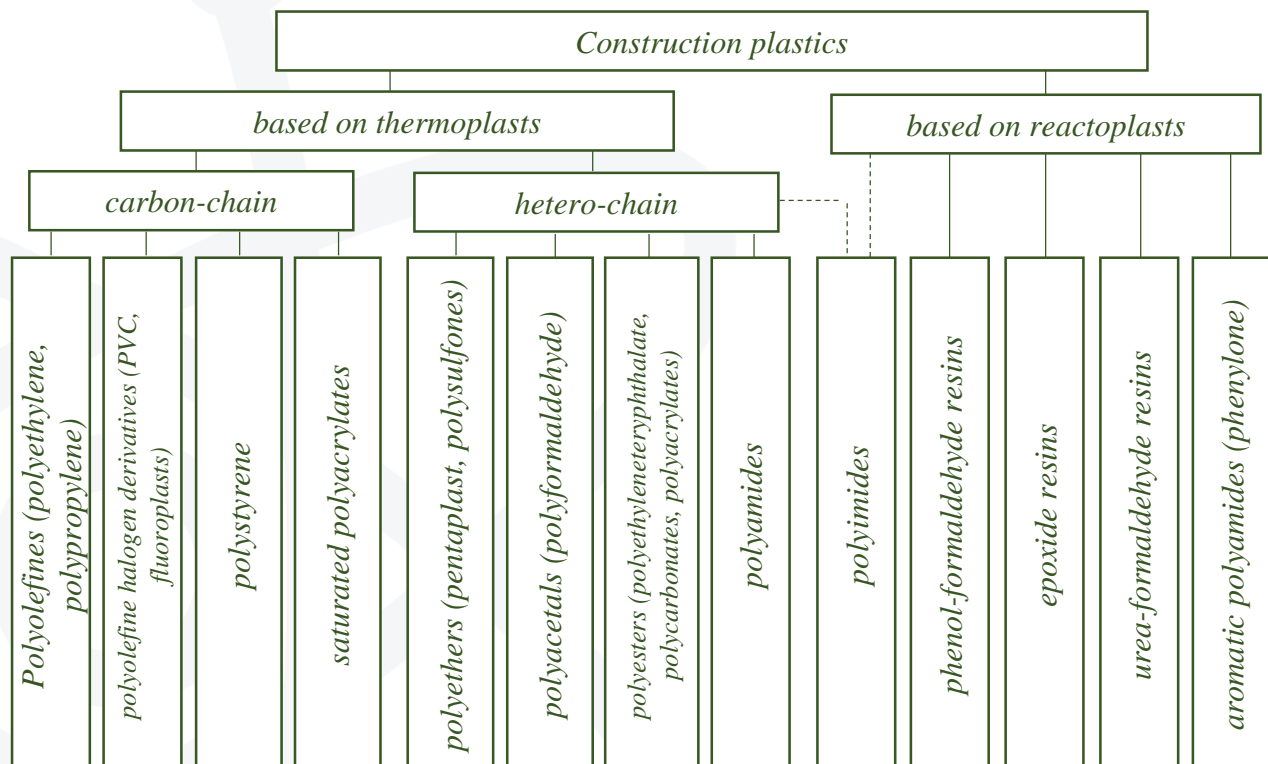 Construction plastics
based on thermoplasts
based on reactoplasts
carbon-chain
hetero-chain
Polyolefines (polyethylene,
polypropylene)
polyolefine halogen derivatives (PVC,
fluoroplasts)
polystyrene
saturated polyacrylates
polyethers (pentaplast, polysulfones)
polyacetals (polyformaldehyde)
polyesters (polyethyleneteryphthalate,
polycarbonates, polyacrylates)
polyamides
polyimides
phenol-formaldehyde resins
epoxide resins
urea-formaldehyde resins
aromatic polyamides (phenylone)